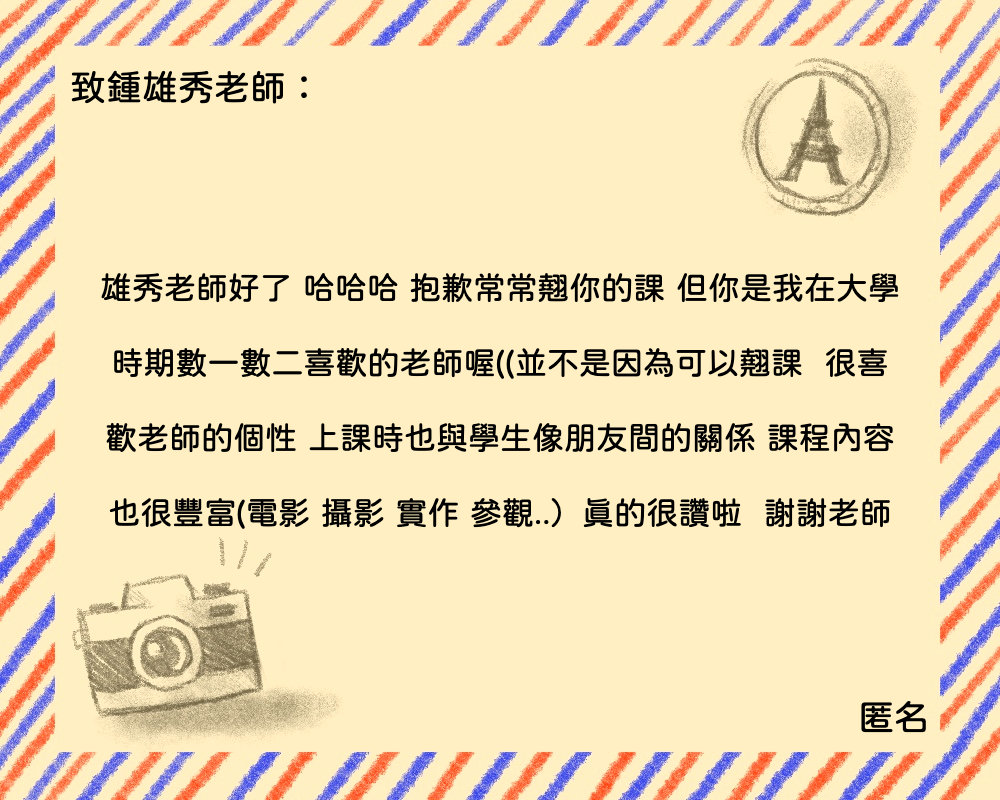 致鍾雄秀老師：
雄秀老師好了 哈哈哈 抱歉常常翹你的課 但你是我在大學
時期數一數二喜歡的老師喔((並不是因為可以翹課  很喜
歡老師的個性 上課時也與學生像朋友間的關係 課程內容
也很豐富(電影 攝影 實作 參觀..）真的很讚啦  謝謝老師
匿名